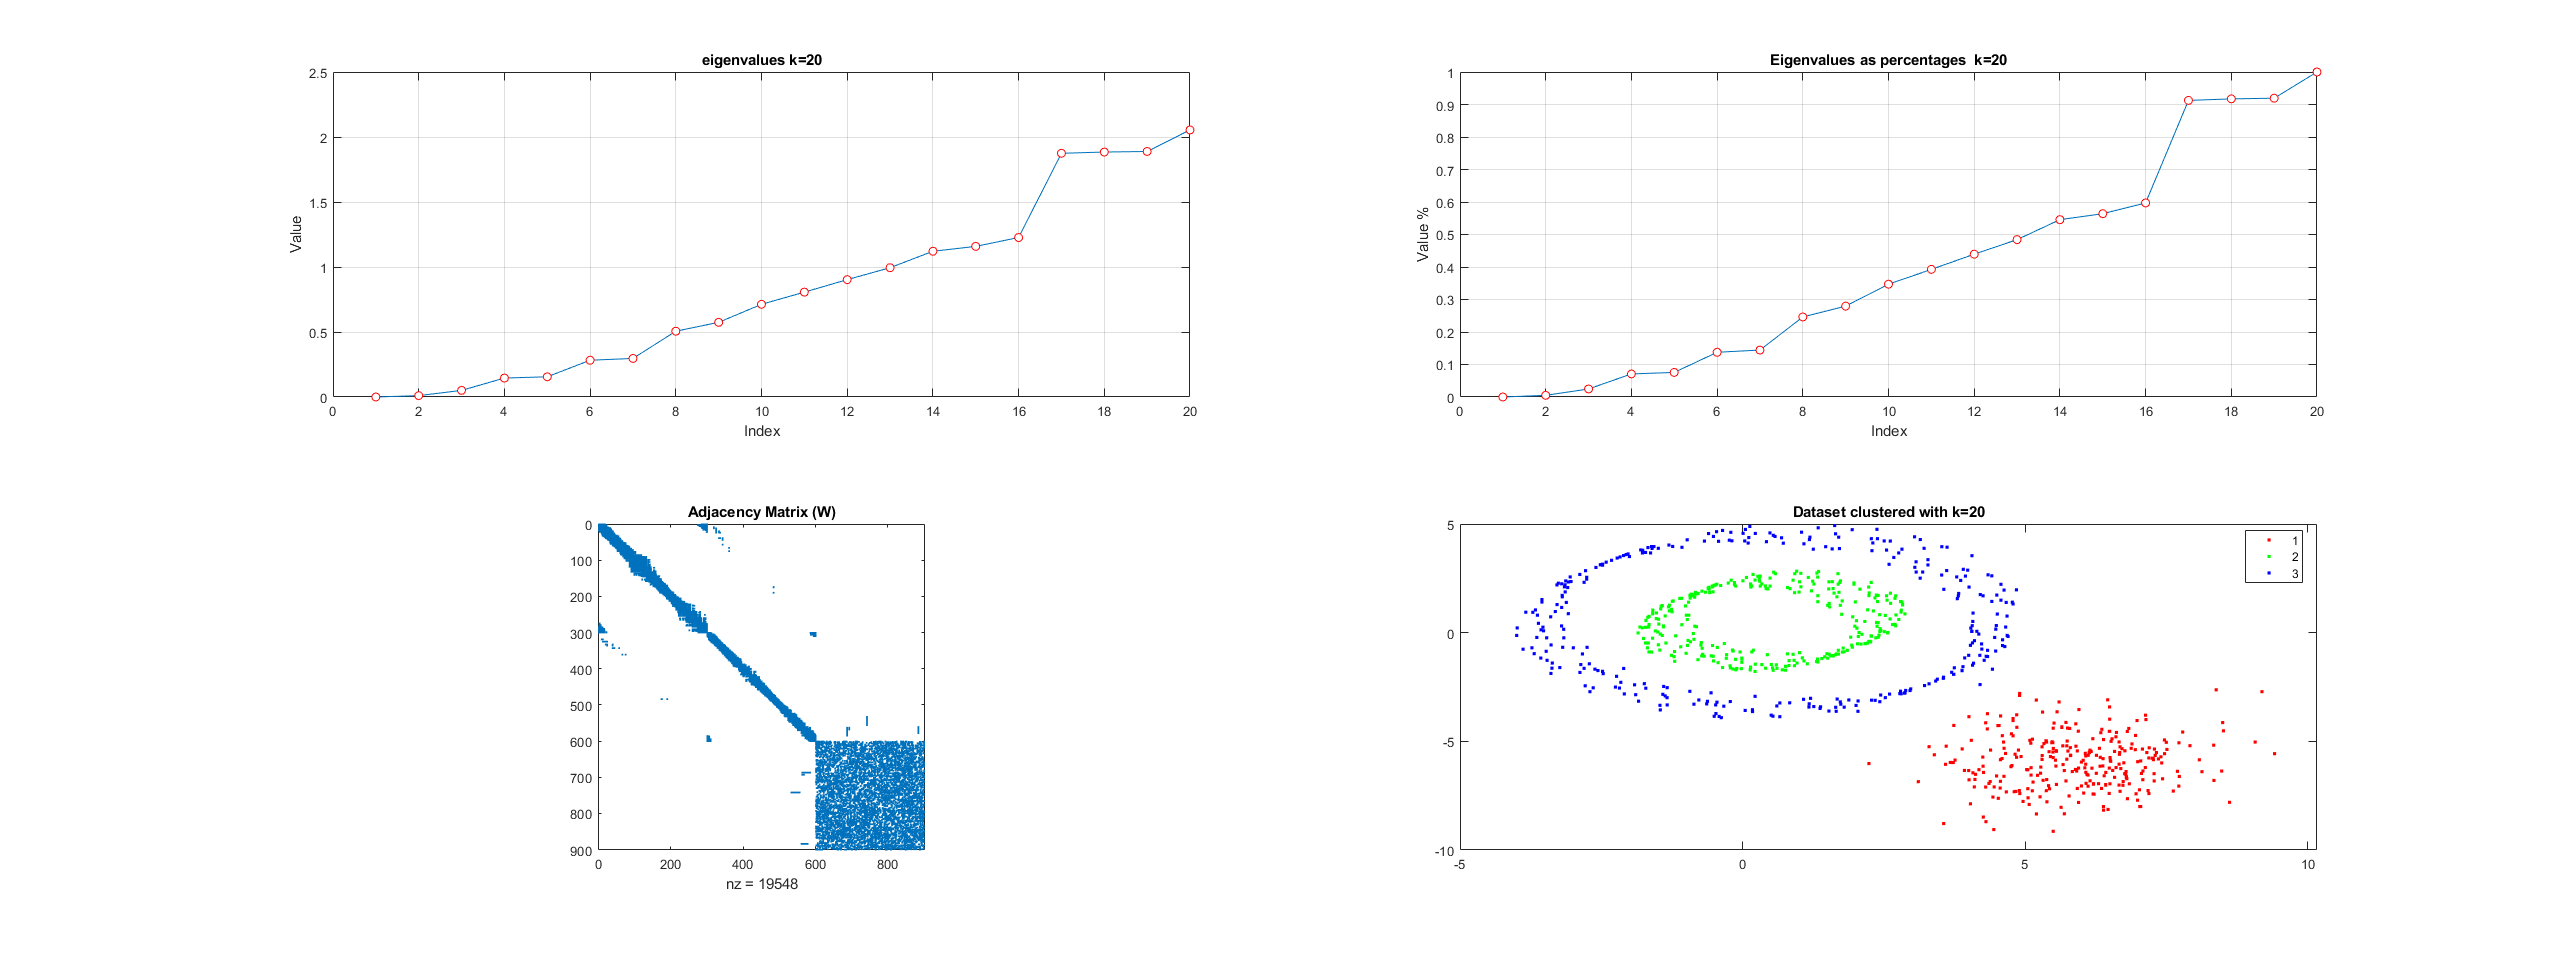 eigenvalues k=20
2.5
2
1.5
1
0.5
0
Value
0 2 4 6 8 10 12 14 16 18 20
Index
Eigenvalues as percentages k=20
1
0.9
0.8
0.7
0.6
0.5
0.4
0.3
0.2
0.1
0
Value %
0 2 4 6 8 10 12 14 16 18 20
Index
Adjacency Matrix (W)
0
100
200
300
400
500
600
700
800
900
0 200 400 600 800
nz = 19548
Dataset clustered with k=20
5
0
-5
-10
-5 0 5 10
1
2
3